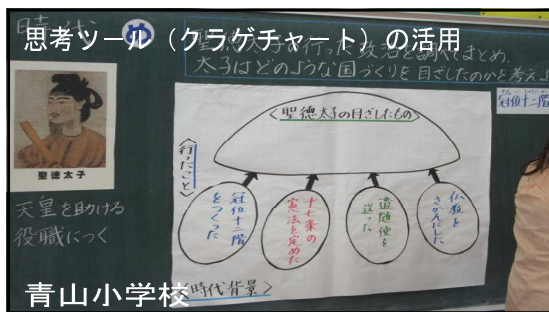 思考ツール（クラゲチャート）の活用
め
聖徳太子の行った政治を調べてまとめ、
太子はどのような国づくりを目ざしたのかを考えよ
冠位十二階
聖徳太子
天皇を助ける
役職につく
〈聖徳太子の目ざしたもの〉
〈行ったこと〉
冠位十二階
をつくった
十七条の
憲法を定めた
遣隋使を
送った
仏教を
さかんにした
時代背景〉
青山小学校